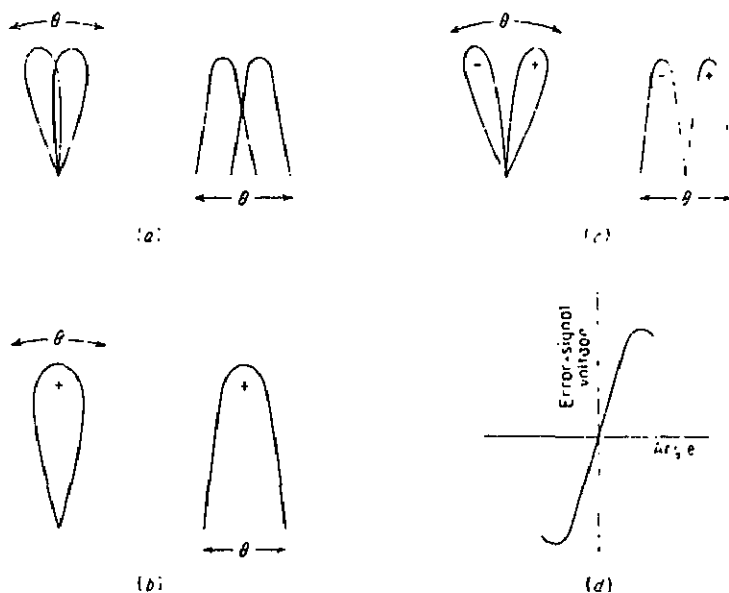 θ
θ
(a)
θ
- +
- +
θ
(c)
θ
+
+
θ
(b)
Error-signal
voltage
(d)